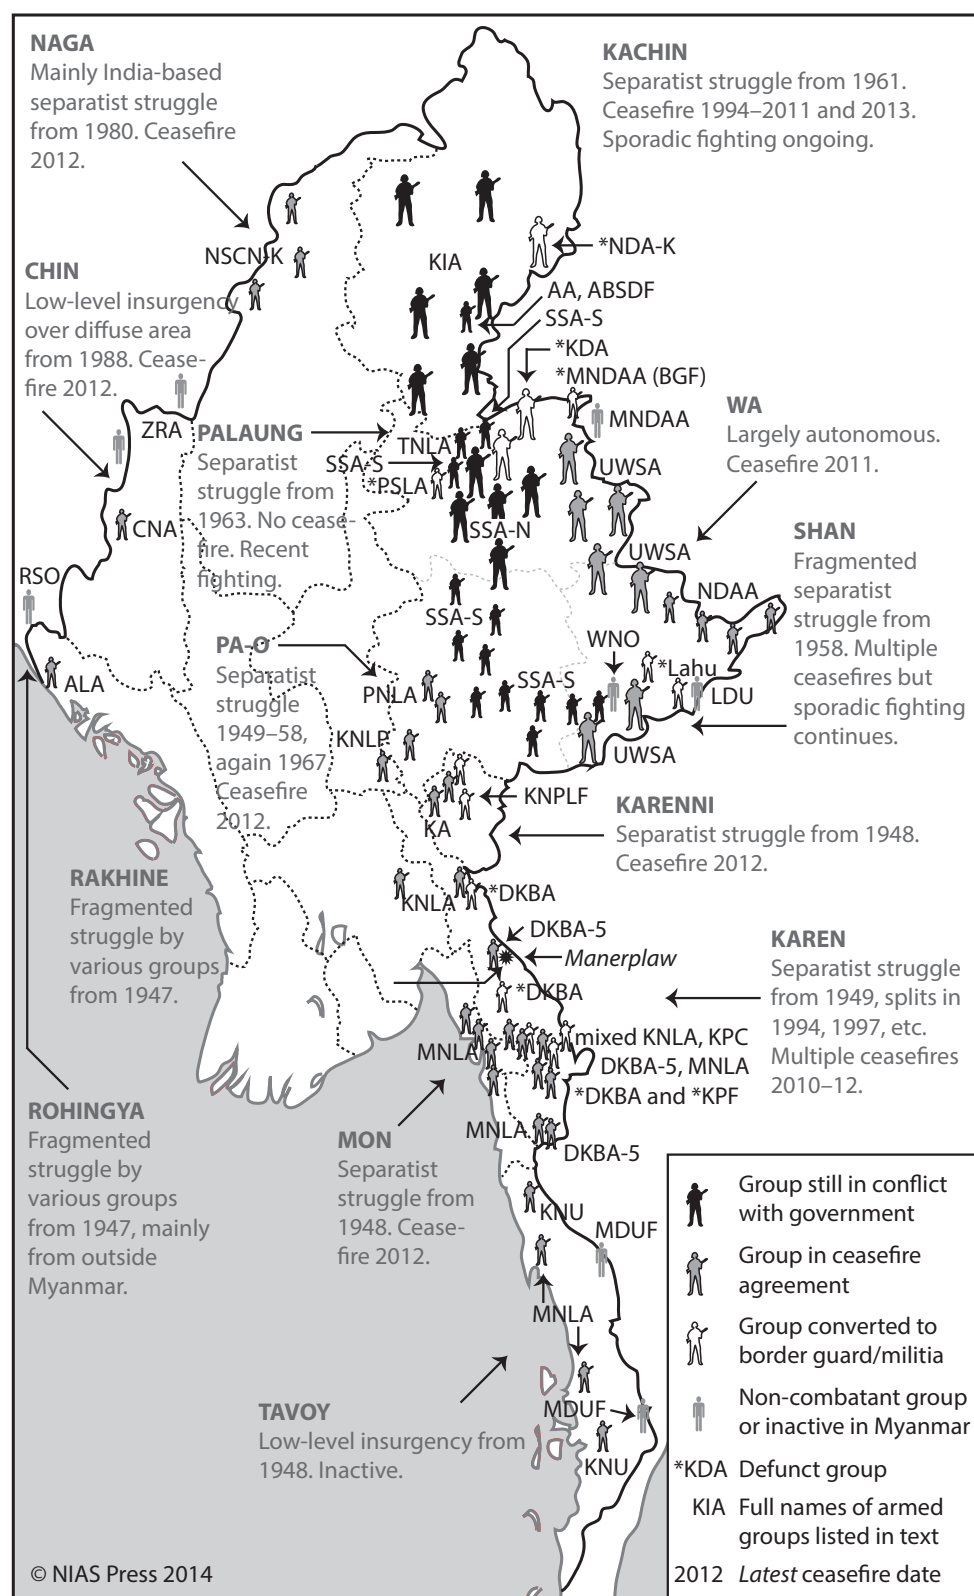 NAGA
Mainly India-based
separatist struggle
from 1980. Ceasefire
2012.
KACHIN
Separatist struggle from 1961.
Ceasefire 1994–2011 and 2013.
Sporadic fighting ongoing.
NSCN-K
KIA
*NDA-K
AA, ABSDF
SSA-S
*KDA
*MNDAA (BGF)
MNDAA
CHIN
Low-level insurgency
over diffuse area
from 1988. Cease-
fire 2012.
ZRA
CNA
PALAUNG
Separatist
struggle from
1963. No cease-
fire. Recent
fighting.
TNLA
SSA-S
*PSLA
SSA-N
UWSA
WA
Largely autonomous.
Ceasefire 2011.
UWSA
NDAA
SHAN
Fragmented
separatist
struggle from
1958. Multiple
ceasefires but
sporadic fighting
continues.
RSO
ALA
SSA-S
WNO
*Lahu
LDU
PA-O
Separatist
struggle
1949–58,
again 1967.
Ceasefire
2012.
PNLA
SSA-S
KNLP
UWSA
KNPLF
KA
KARENNI
Separatist struggle from 1948.
Ceasefire 2012.
RAKHINE
Fragmented
struggle by
various groups
from 1947.
KNLA
*DKBA
DKBA-5
Manerplaw
*DKBA
KAREN
Separatist struggle
from 1949, splits in
1994, 1997, etc.
Multiple ceasefires
2010–12.
mixed KNLA, KPC
DKBA-5, MNLA
*DKBA and *KPF
MNLA
MNLA
DKBA-5
ROHINGYA
Fragmented
struggle by
various groups
from 1947, mainly
from outside
Myanmar.
MON
Separatist
struggle from
1948. Cease-
fire 2012.
KNU
MDUF
MNLA
MDUF
KNU
TAVOY
Low-level insurgency from
1948. Inactive.
Group still in conflict
with government
Group in ceasefire
agreement
Group converted to
border guard/militia
Non-combatant group
or inactive in Myanmar
*KDA Defunct group
KIA Full names of armed
groups listed in text
2012 Latest ceasefire date
© NIAS Press 2014